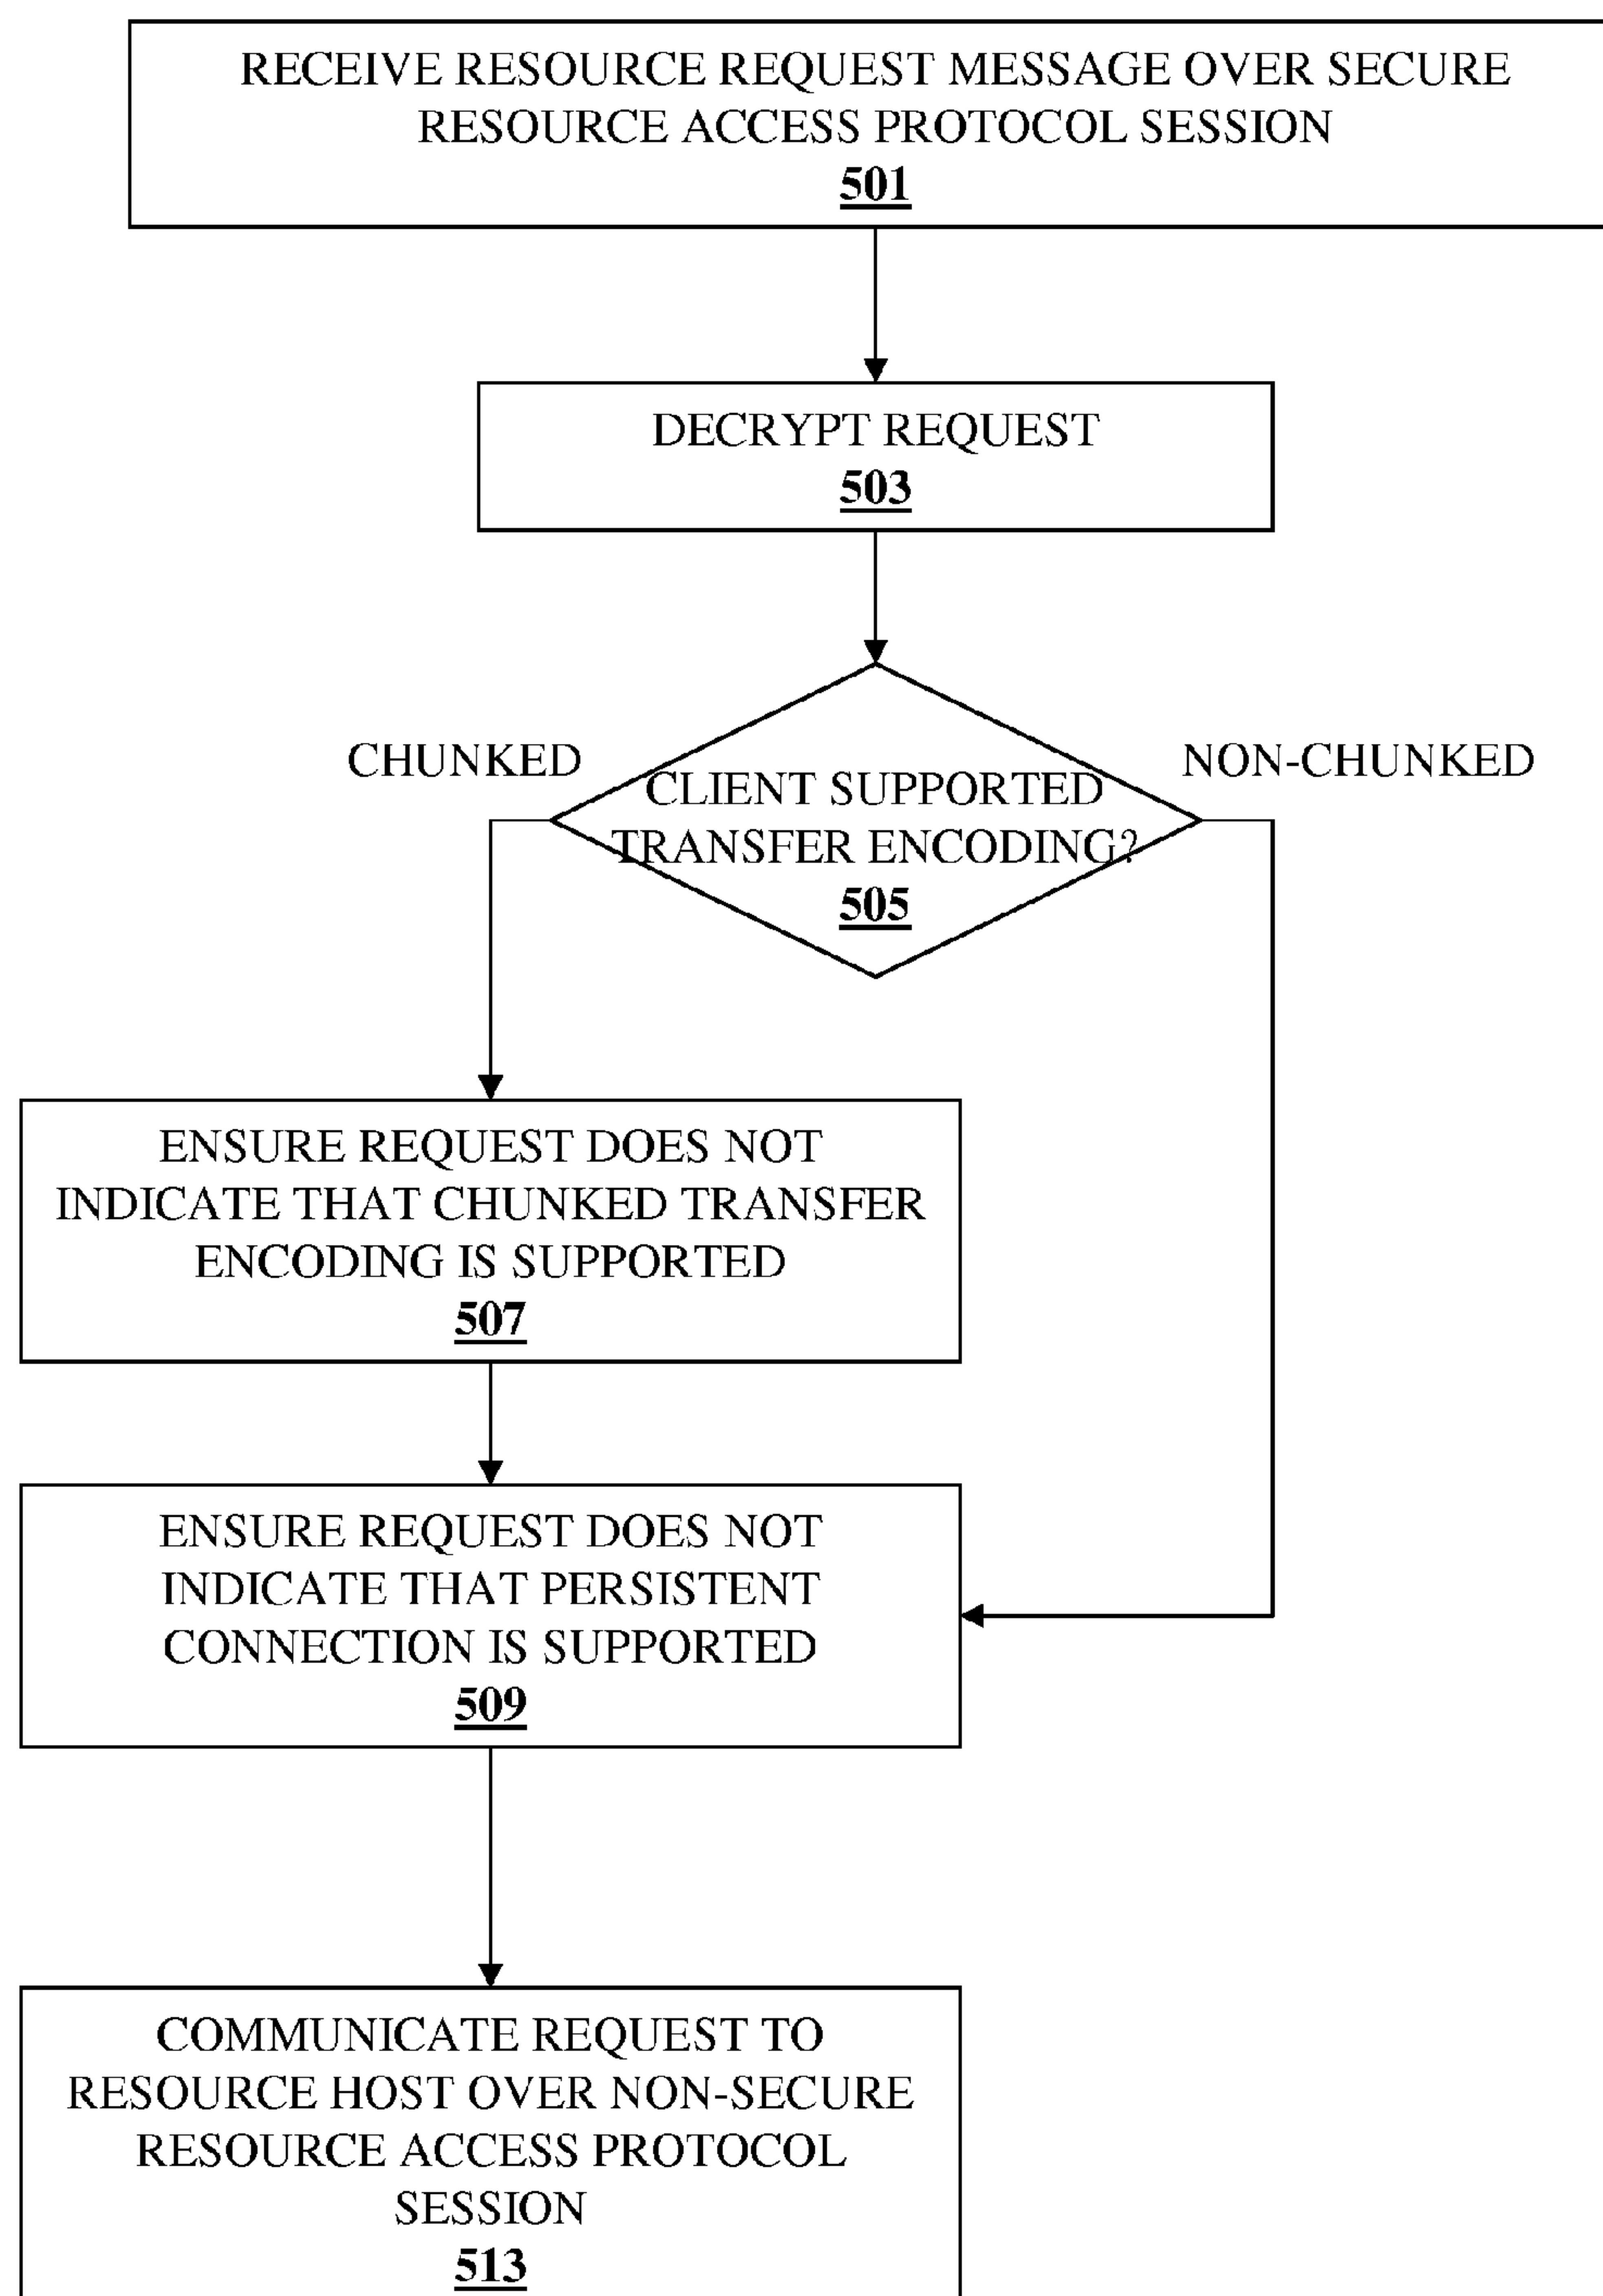 RECEIVE RESOURCE REQUEST MESSAGE OVER SECURE
RESOURCE ACCESS PROTOCOL SESSION
501
DECRYPT REQUEST
503
CHUNKED
NON-CHUNKED
CLIENT SUPPORTED
TRANSFER ENCODING?
505
ENSURE REQUEST DOES NOT
INDICATE THAT CHUNKED TRANSFER
ENCODING IS SUPPORTED
507
ENSURE REQUEST DOES NOT
INDICATE THAT PERSISTENT
CONNECTION IS SUPPORTED
509
COMMUNICATE REQUEST TO
RESOURCE HOST OVER NON-SECURE
RESOURCE ACCESS PROTOCOL
SESSION
513